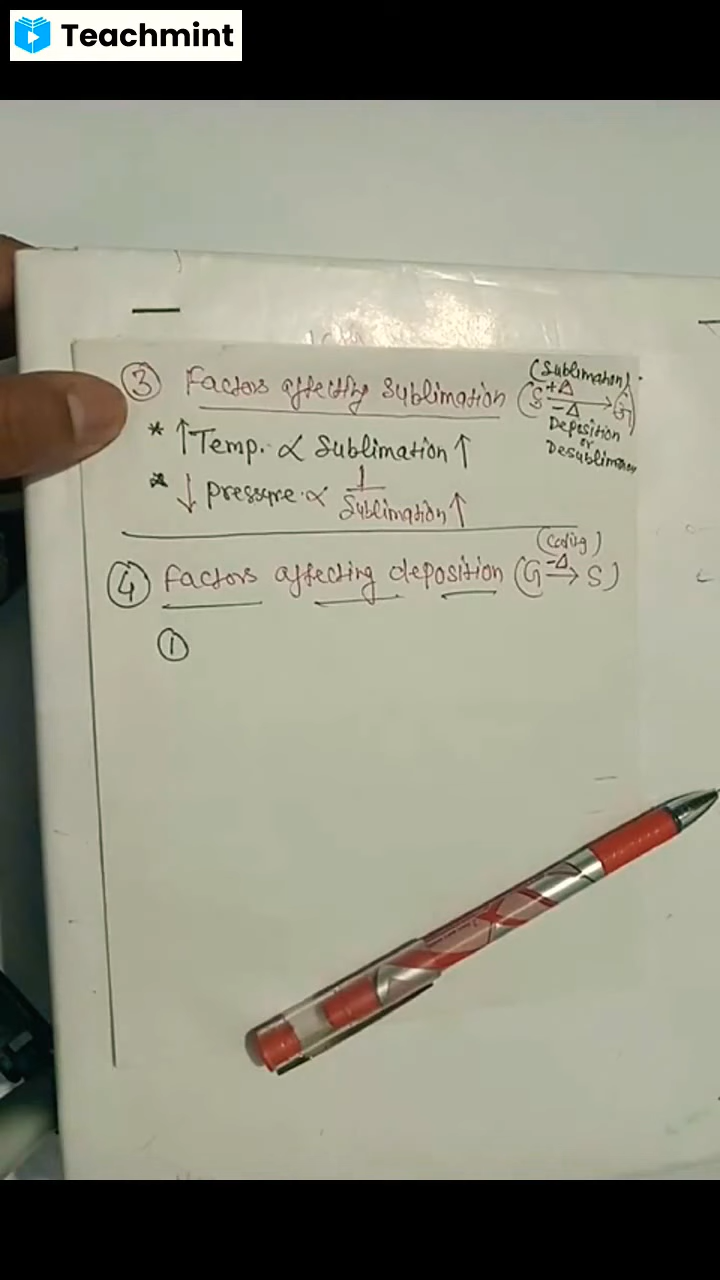 Teachmint
③ Factors affecting Sublimation (S +Δ → G)
(Sublimation)
-Δ
Deposition
or
Desublimation
* ↑Temp. ∝ Sublimation ↑
* ↓ pressure ∝ 1/Sublimation ↑
④ Factors affecting deposition (G -Δ → S)
①